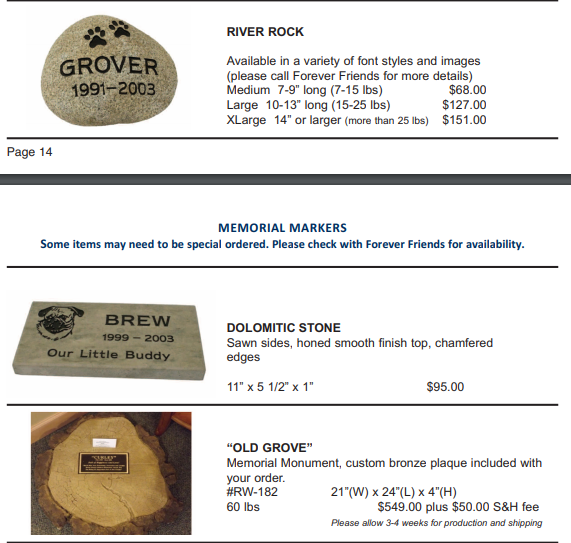 GROVER
1991-2003
RIVER ROCK
Available in a variety of font styles and images
(please call Forever Friends for more details)
Medium 7-9” long (7-15 lbs) $68.00
Large 10-13” long (15-25 lbs) $127.00
XLarge 14” or larger (more than 25 lbs) $151.00
Page 14
MEMORIAL MARKERS
Some items may need to be special ordered. Please check with Forever Friends for availability.
BREW
1999 – 2003
Our Little Buddy
DOLOMITIC STONE
Sawn sides, honed smooth finish top, chamfered
edges
11” x 5 1/2” x 1” $95.00
“OLD GROVE”
Memorial Monument, custom bronze plaque included with
your order.
#RW-182 21”(W) x 24”(L) x 4”(H)
60 lbs $549.00 plus $50.00 S&H fee
Please allow 3-4 weeks for production and shipping